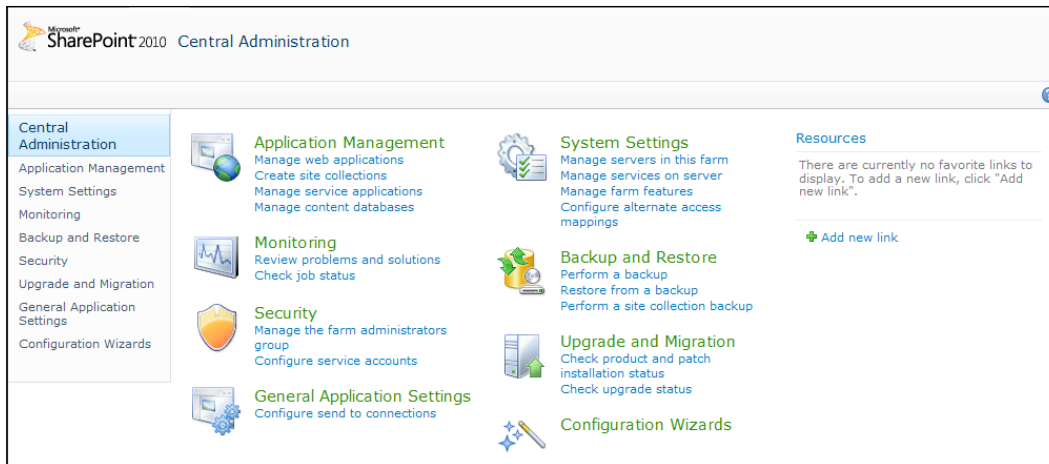 Microsoft®
SharePoint® 2010 Central Administration
Central
Administration
Application Management
System Settings
Monitoring
Backup and Restore
Security
Upgrade and Migration
General Application
Settings
Configuration Wizards
Application Management
Manage web applications
Create site collections
Manage service applications
Manage content databases
Monitoring
Review problems and solutions
Check job status
Security
Manage the farm administrators
group
Configure service accounts
General Application Settings
Configure send to connections
System Settings
Manage servers in this farm
Manage services on server
Manage farm features
Configure alternate access
mappings
Backup and Restore
Perform a backup
Restore from a backup
Perform a site collection backup
Upgrade and Migration
Check product and patch
installation status
Check upgrade status
Configuration Wizards
Resources
There are currently no favorite links to
display. To add a new link, click "Add
new link".
Add new link